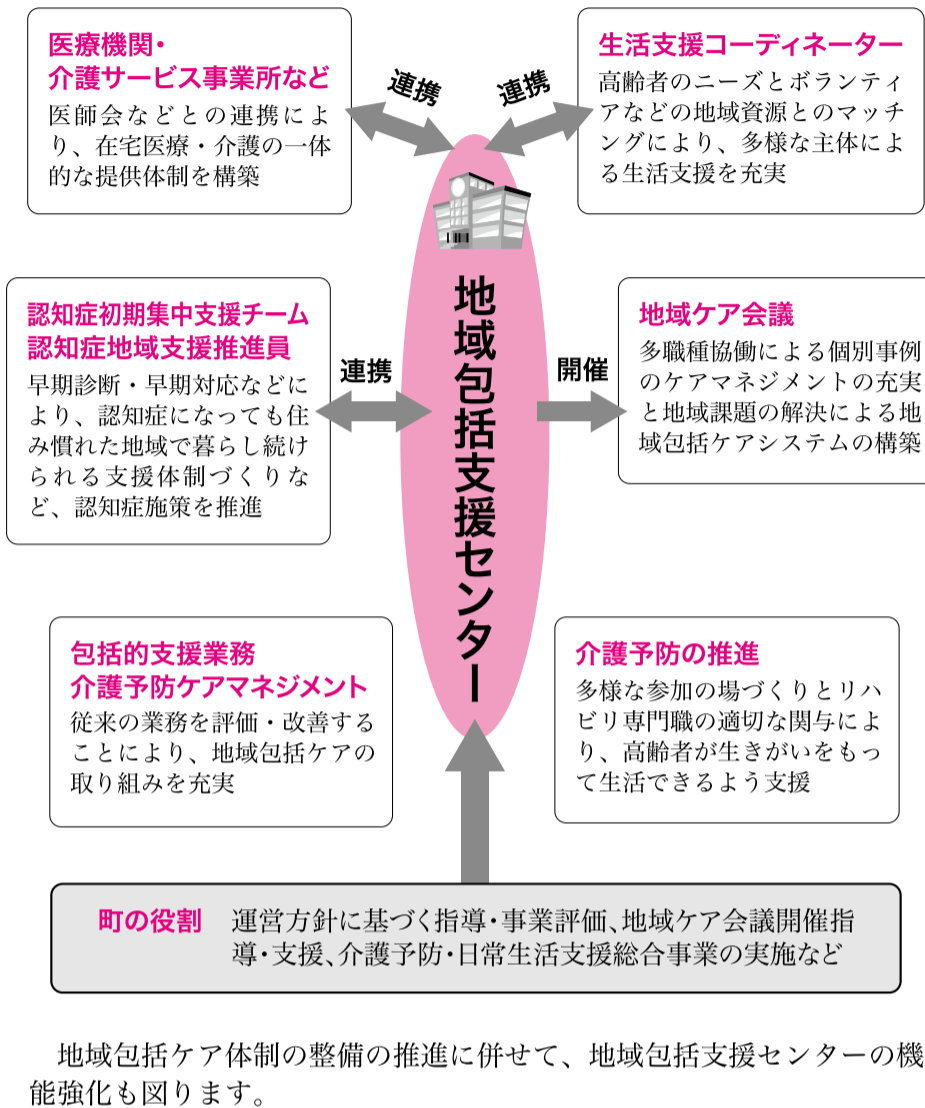 医療機関・
介護サービス事業所など
医師会などとの連携によ
り、在宅医療・介護の一体
的な提供体制を構築
連携
連携
生活支援コーディネーター
高齢者のニーズとボランティ
アなどの地域資源とのマッ
チングにより、多様な主体によ
る生活支援を充実
地域包括支援センター
認知症初期集中支援チーム
認知症地域支援推進員
早期診断・早期対応などに
より、認知症になっても住
み慣れた地域で暮らし続け
られる支援体制づくりな
ど、認知症施策を推進
連携
開催
地域ケア会議
多職種協働による個別事例
のケアマネジメントの充実
と地域課題の解決による地
域包括ケアシステムの構築
包括的支援業務
介護予防ケアマネジメント
従来の業務を評価・改善する
ことにより、地域包括ケアの
取り組みを充実
介護予防の推進
多様な参加の場づくりとリハ
ビリ専門職の適切な関与によ
り、高齢者が生きがいをもっ
て生活できるよう支援
町の役割 運営方針に基づく指導・事業評価、地域ケア会議開催指
導・支援、介護予防・日常生活支援総合事業の実施など
地域包括ケア体制の整備の推進に併せて、地域包括支援センターの機
能強化も図ります。